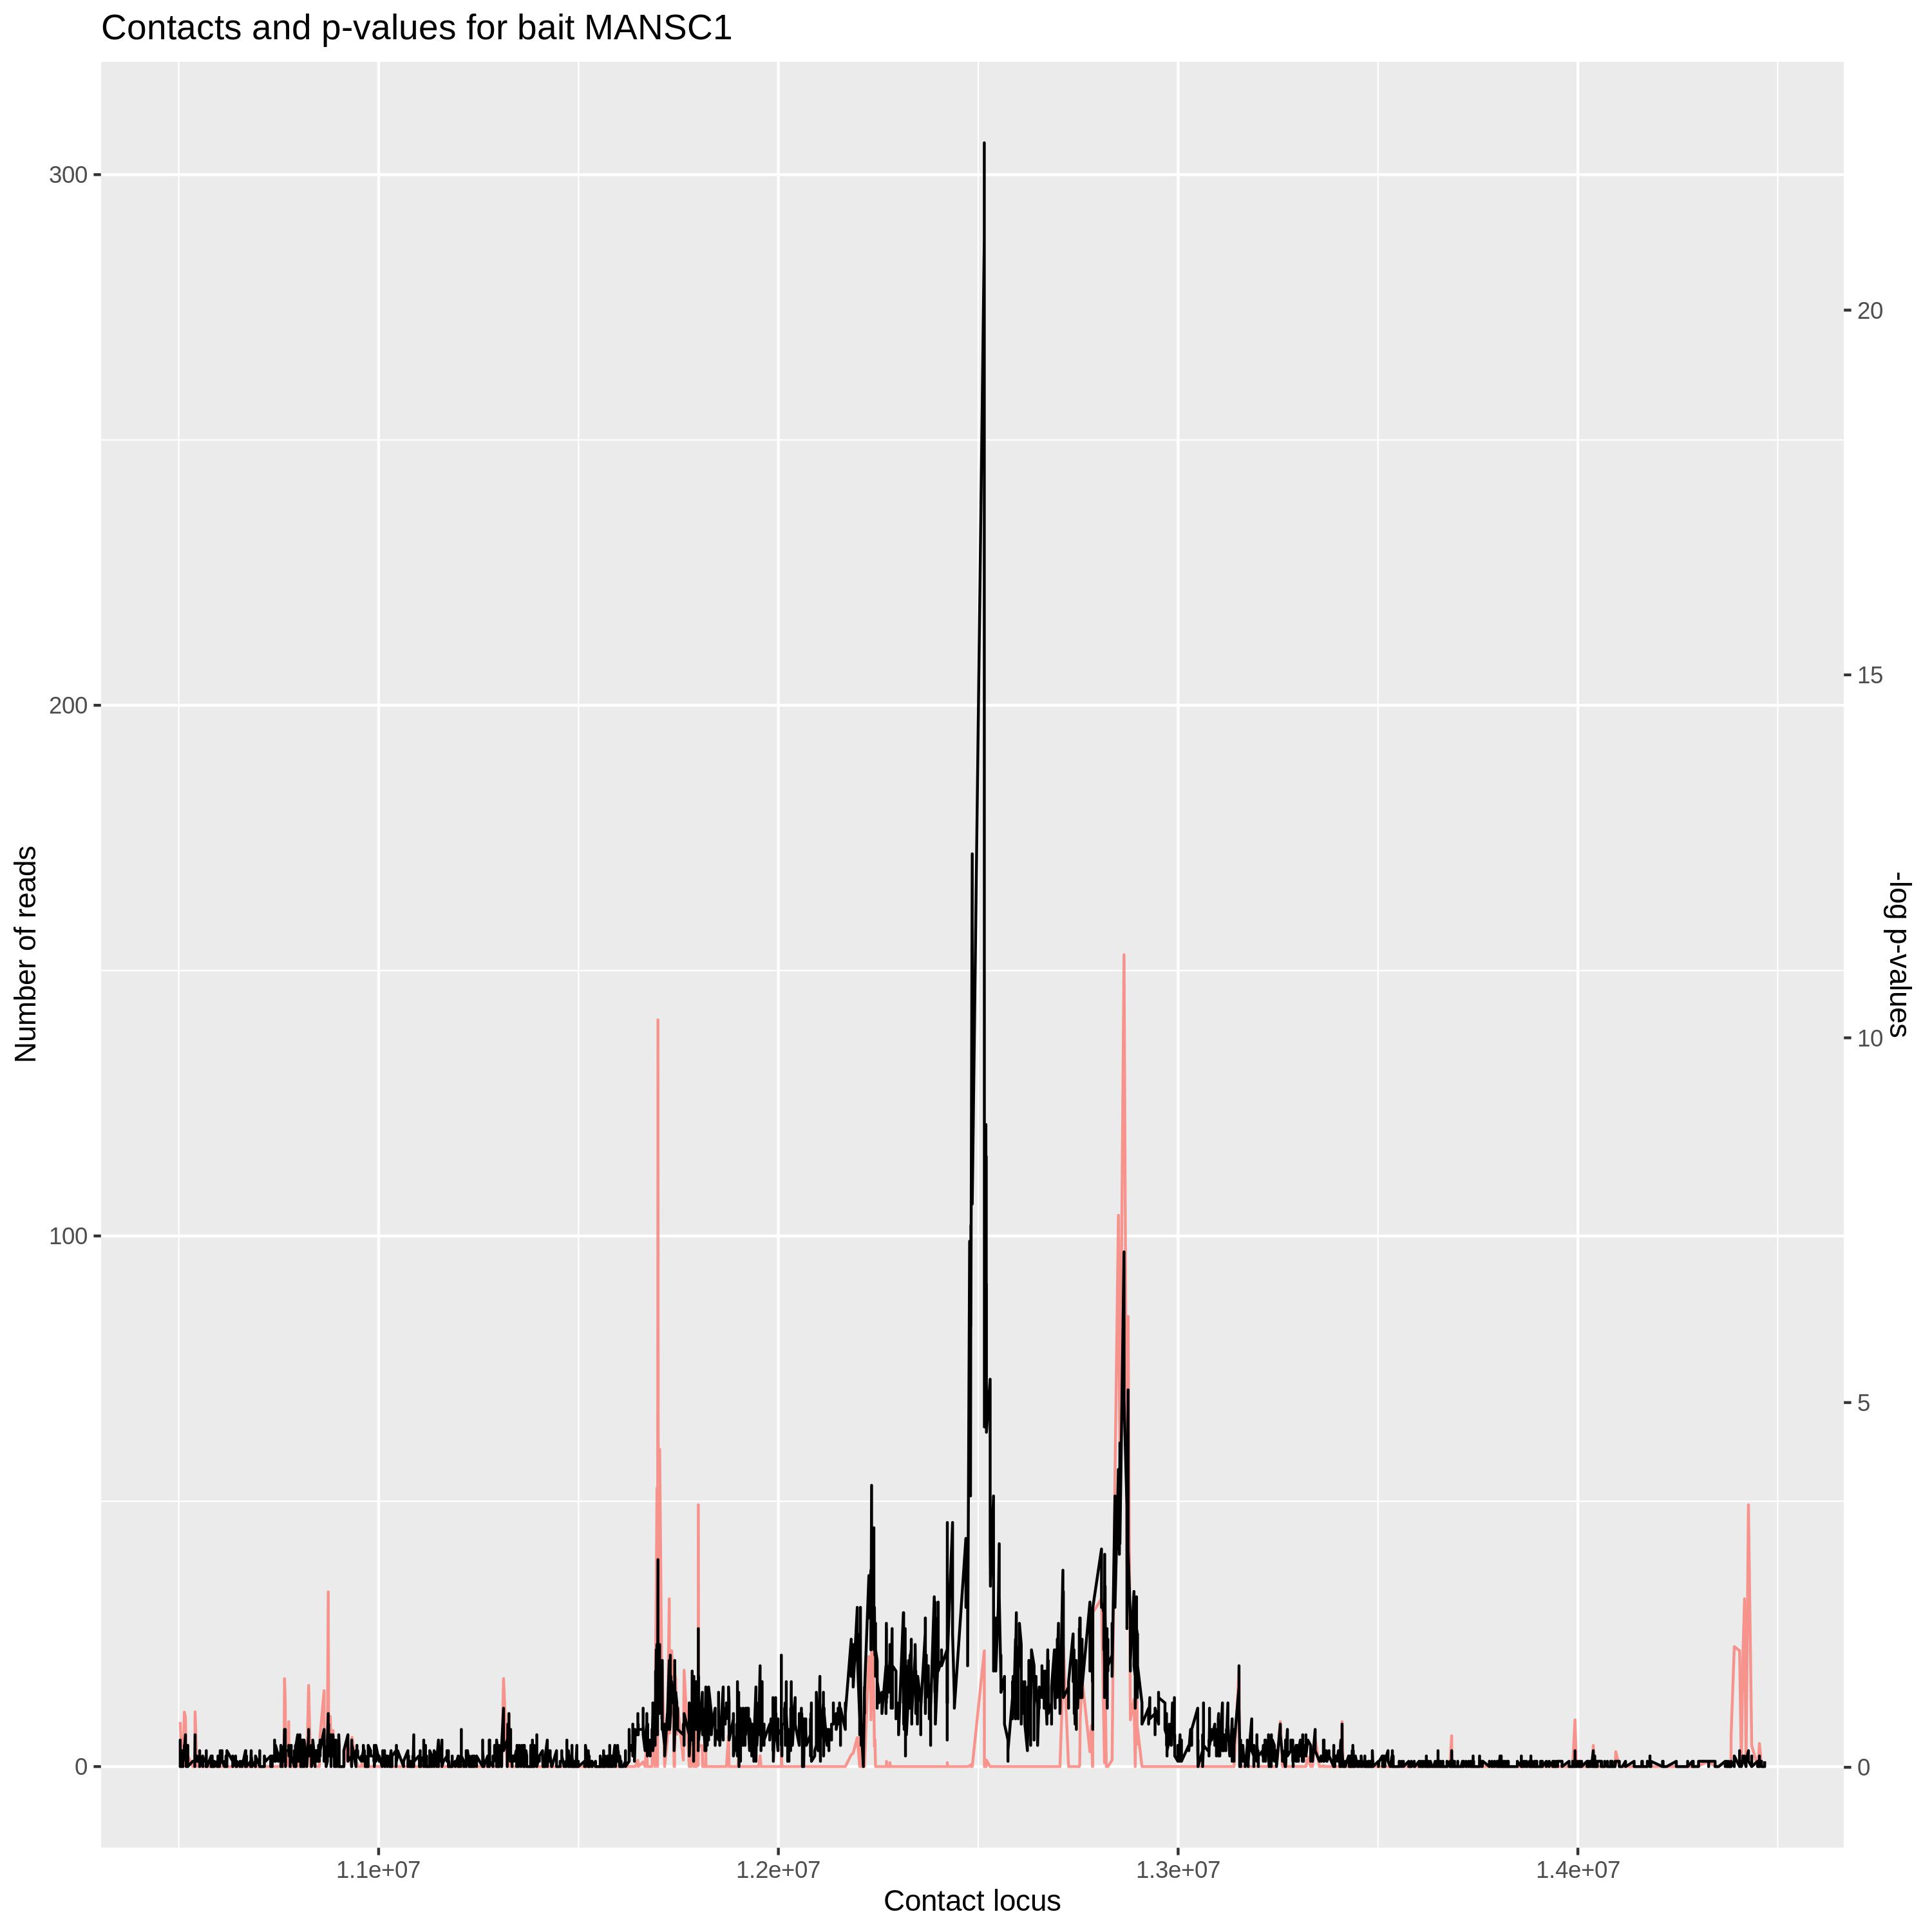 Contacts and p-values for bait MANSC1
300
200
100
0
Number of reads
20
15
10
5
0
-log p-values
1.1e+07
1.2e+07
1.3e+07
1.4e+07
Contact locus